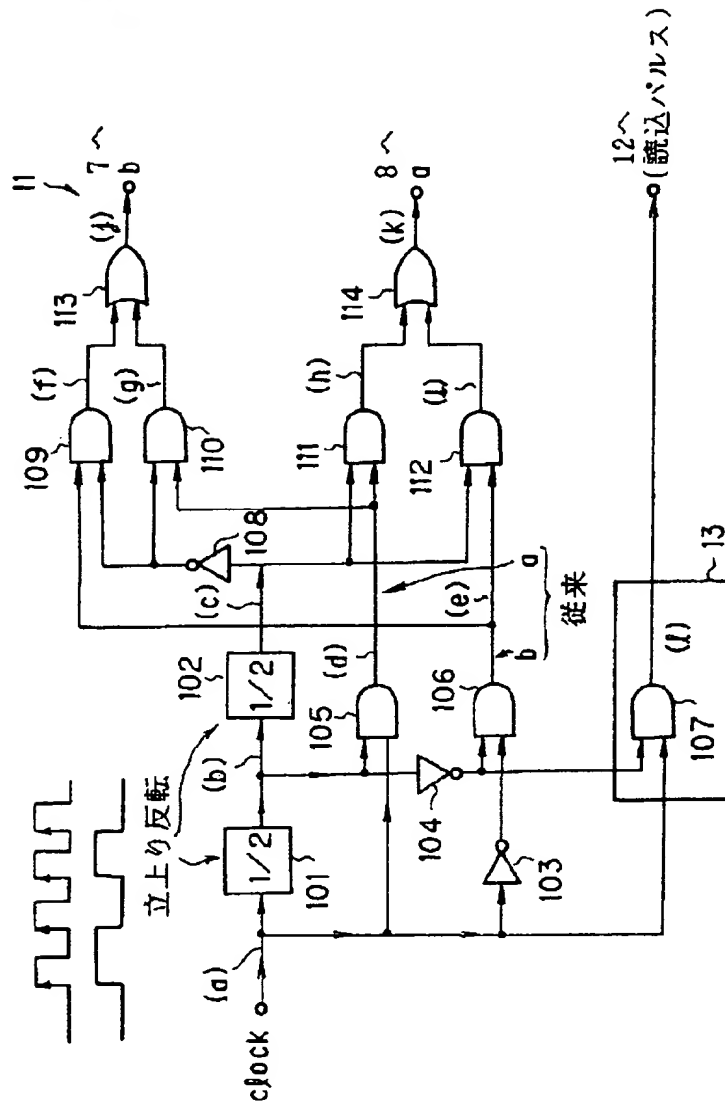 11
7へ
b
(j)
113
(f)
(g)
109
110
8へ
a
(k)
114
(h)
(i)
111
112
108
12へ
(読込パルス)
(c)
a
(e)
b
従来
(d)
102
1/2
105
106
13
(l)
107
立上り反転
(b)
104
1/2
101
103
(a)
clock